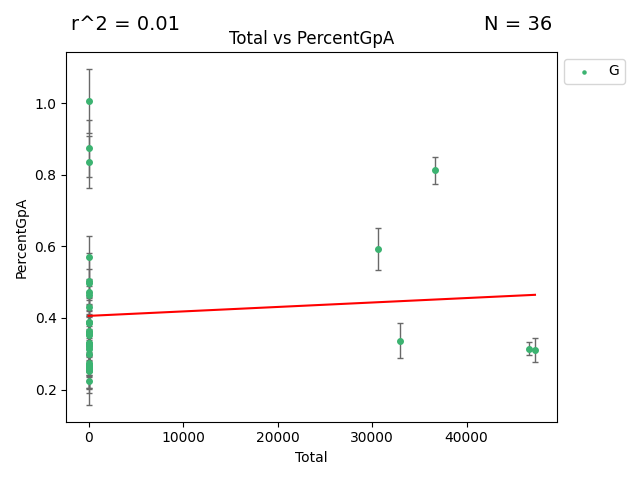 r^2 = 0.01
N = 36
Total vs PercentGpA
G
PercentGpA
1.0
0.8
0.6
0.4
0.2
0
10000
20000
30000
40000
Total